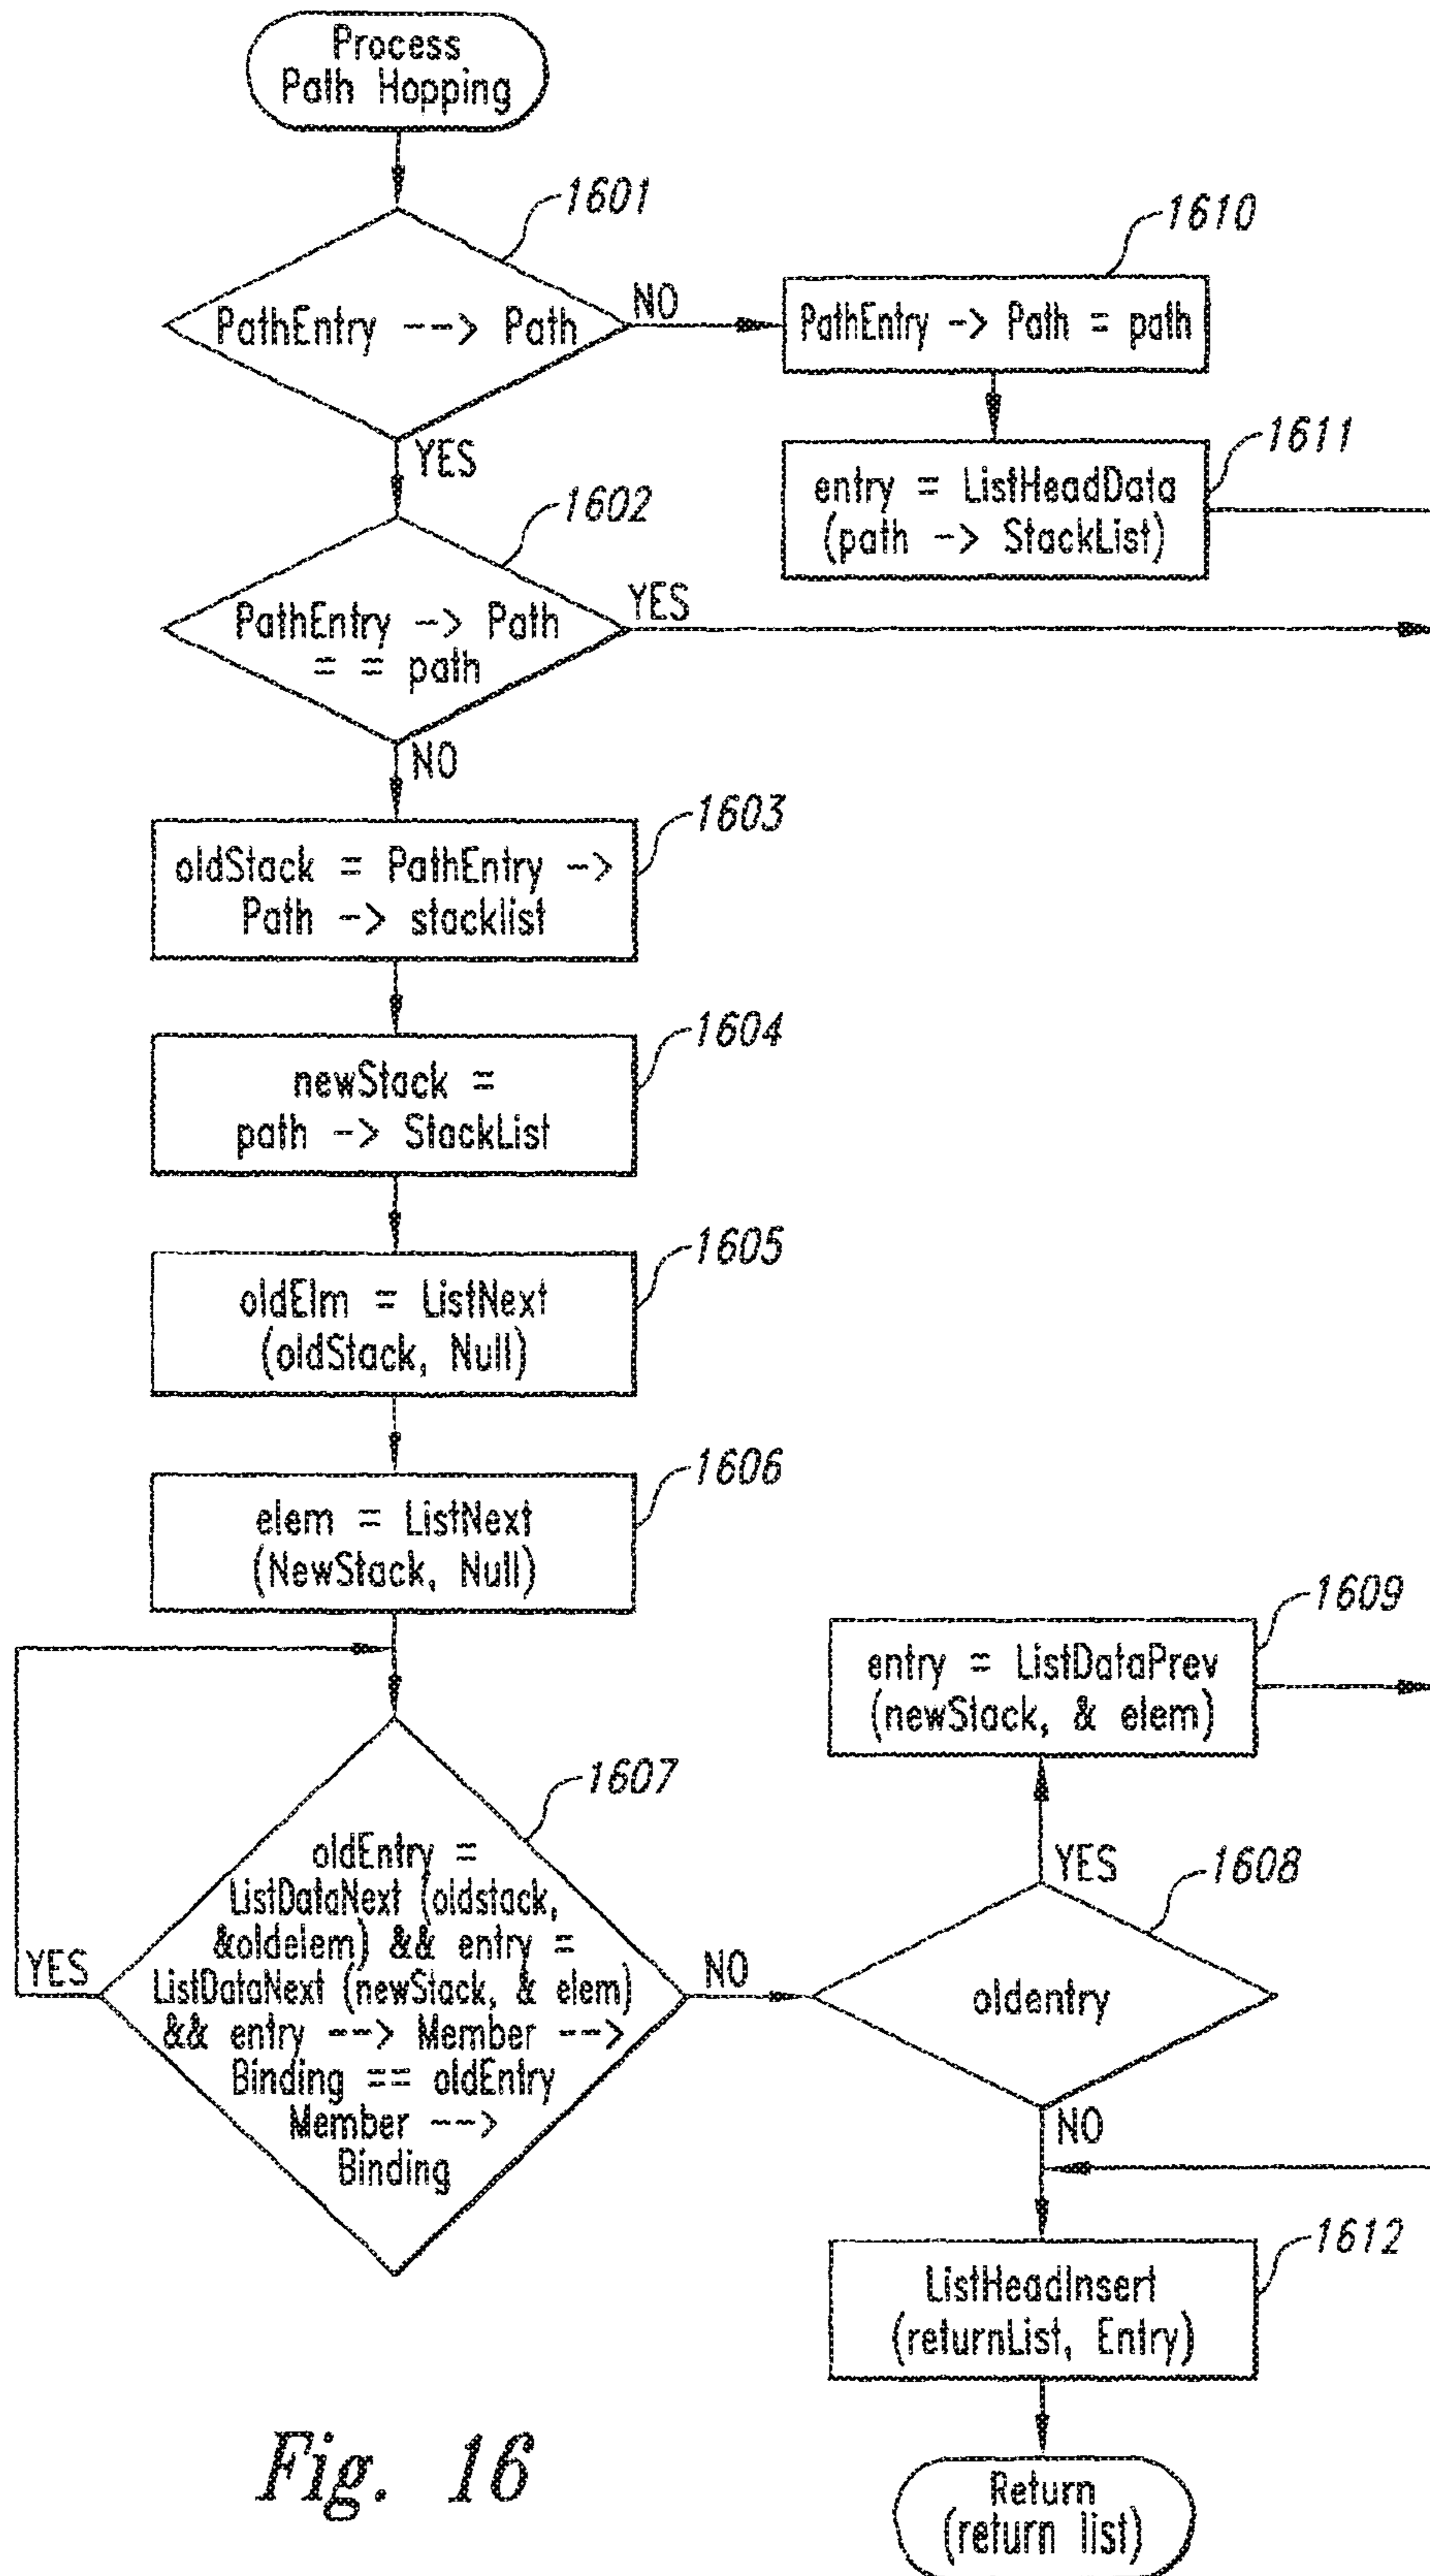 Process
Path Hopping
1601
PathEntry --> Path
NO
YES
1610
PathEntry -> Path = path
1611
entry = ListHeadData
(path -> StackList)
1602
PathEntry -> Path
= = path
YES
NO
1603
oldStack = PathEntry ->
Path -> stacklist
1604
newStack =
path -> StackList
1605
oldElm = ListNext
(oldStack, Null)
1606
elem = ListNext
(NewStack, Null)
1607
oldEntry =
ListDataNext (oldstack,
&oldelem) && entry =
ListDataNext (newStack, & elem)
&& entry --> Member -->
Binding == oldEntry
Member -->
Binding
YES
NO
1609
entry = ListDataPrev
(newStack, & elem)
YES
1608
oldentry
NO
1612
ListHeadInsert
(returnList, Entry)
Return
(return list)
Fig. 16